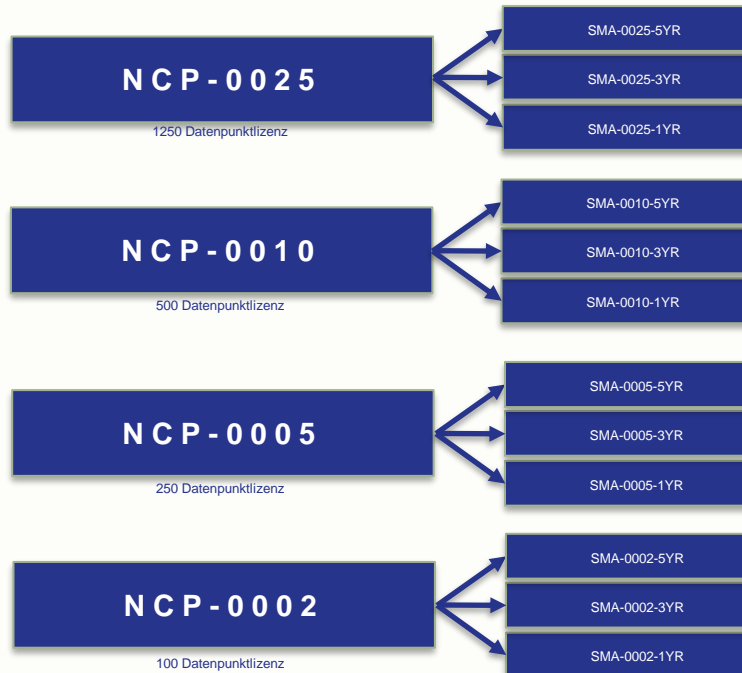 NCP-0025
1250 Datenpunktlizenz
SMA-0025-5YR
SMA-0025-3YR
SMA-0025-1YR
NCP-0010
500 Datenpunktlizenz
SMA-0010-5YR
SMA-0010-3YR
SMA-0010-1YR
NCP-0005
250 Datenpunktlizenz
SMA-0005-5YR
SMA-0005-3YR
SMA-0005-1YR
NCP-0002
100 Datenpunktlizenz
SMA-0002-5YR
SMA-0002-3YR
SMA-0002-1YR